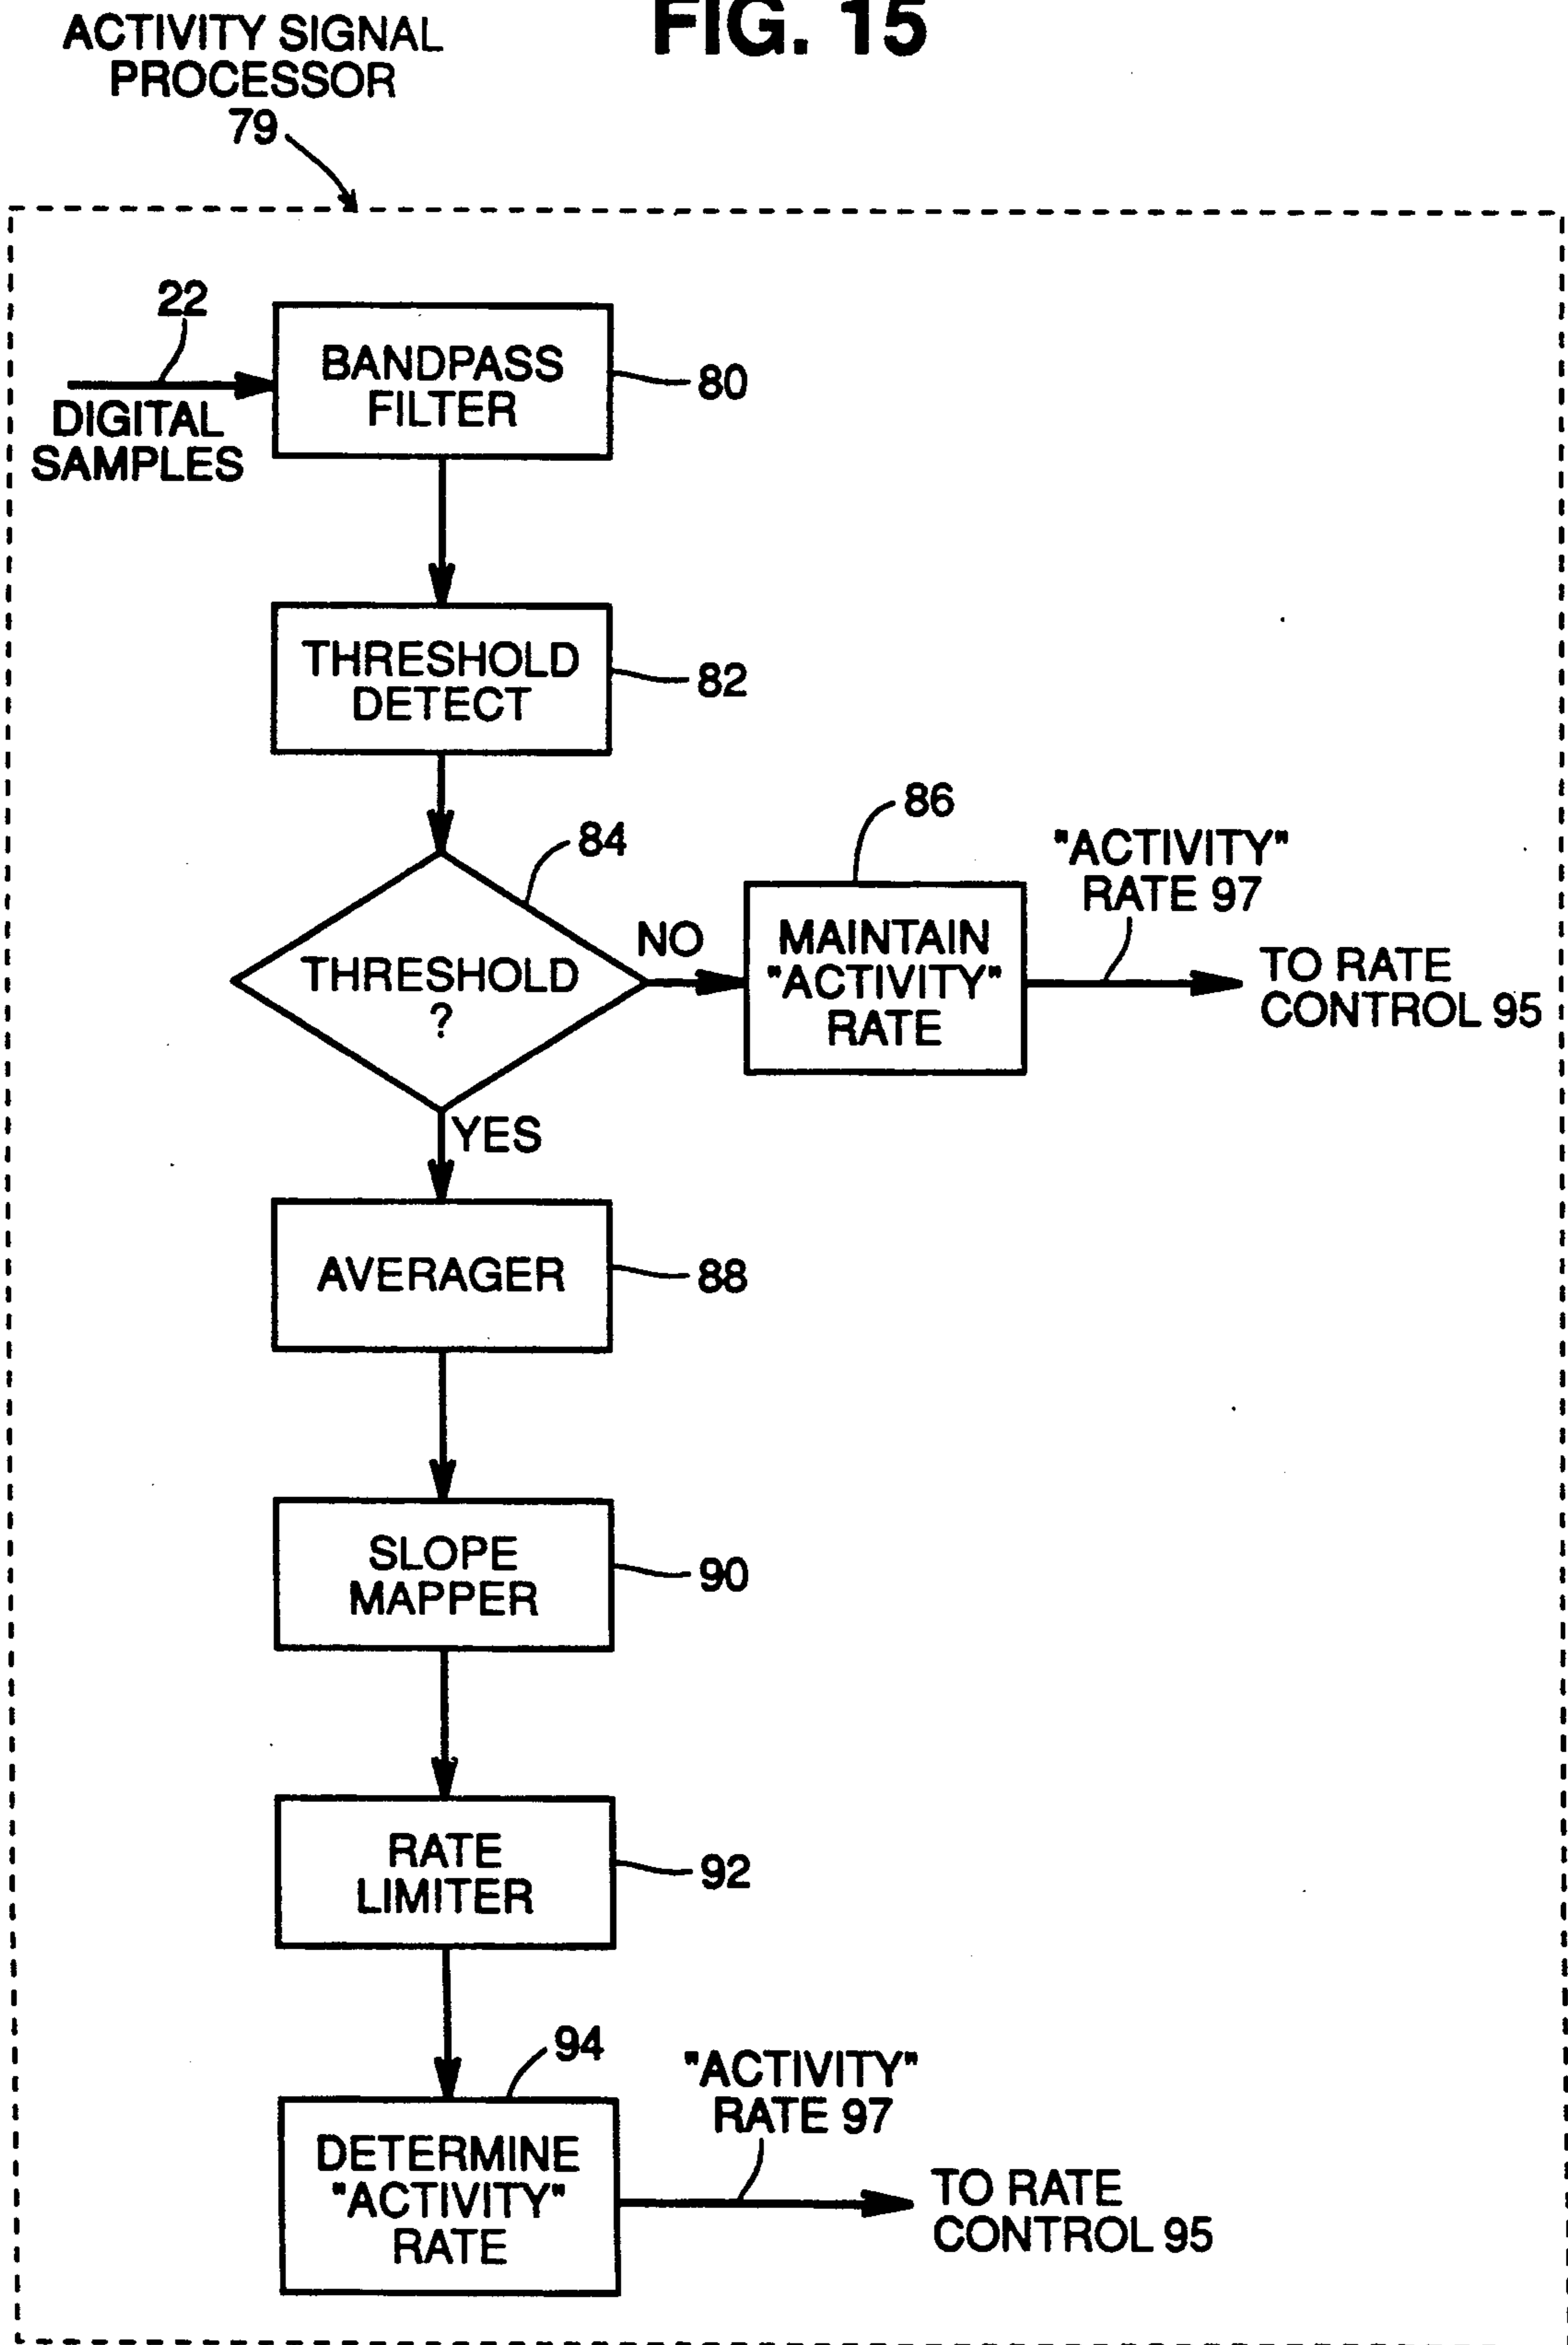 FIG. 15
ACTIVITY SIGNAL
PROCESSOR
79
22
DIGITAL
SAMPLES
BANDPASS
FILTER
80
THRESHOLD
DETECT
82
84
THRESHOLD
?
NO
YES
86
MAINTAIN
"ACTIVITY"
RATE
"ACTIVITY"
RATE 97
TO RATE
CONTROL 95
AVERAGER
88
SLOPE
MAPPER
90
RATE
LIMITER
92
94
DETERMINE
"ACTIVITY"
RATE
"ACTIVITY"
RATE 97
TO RATE
CONTROL 95